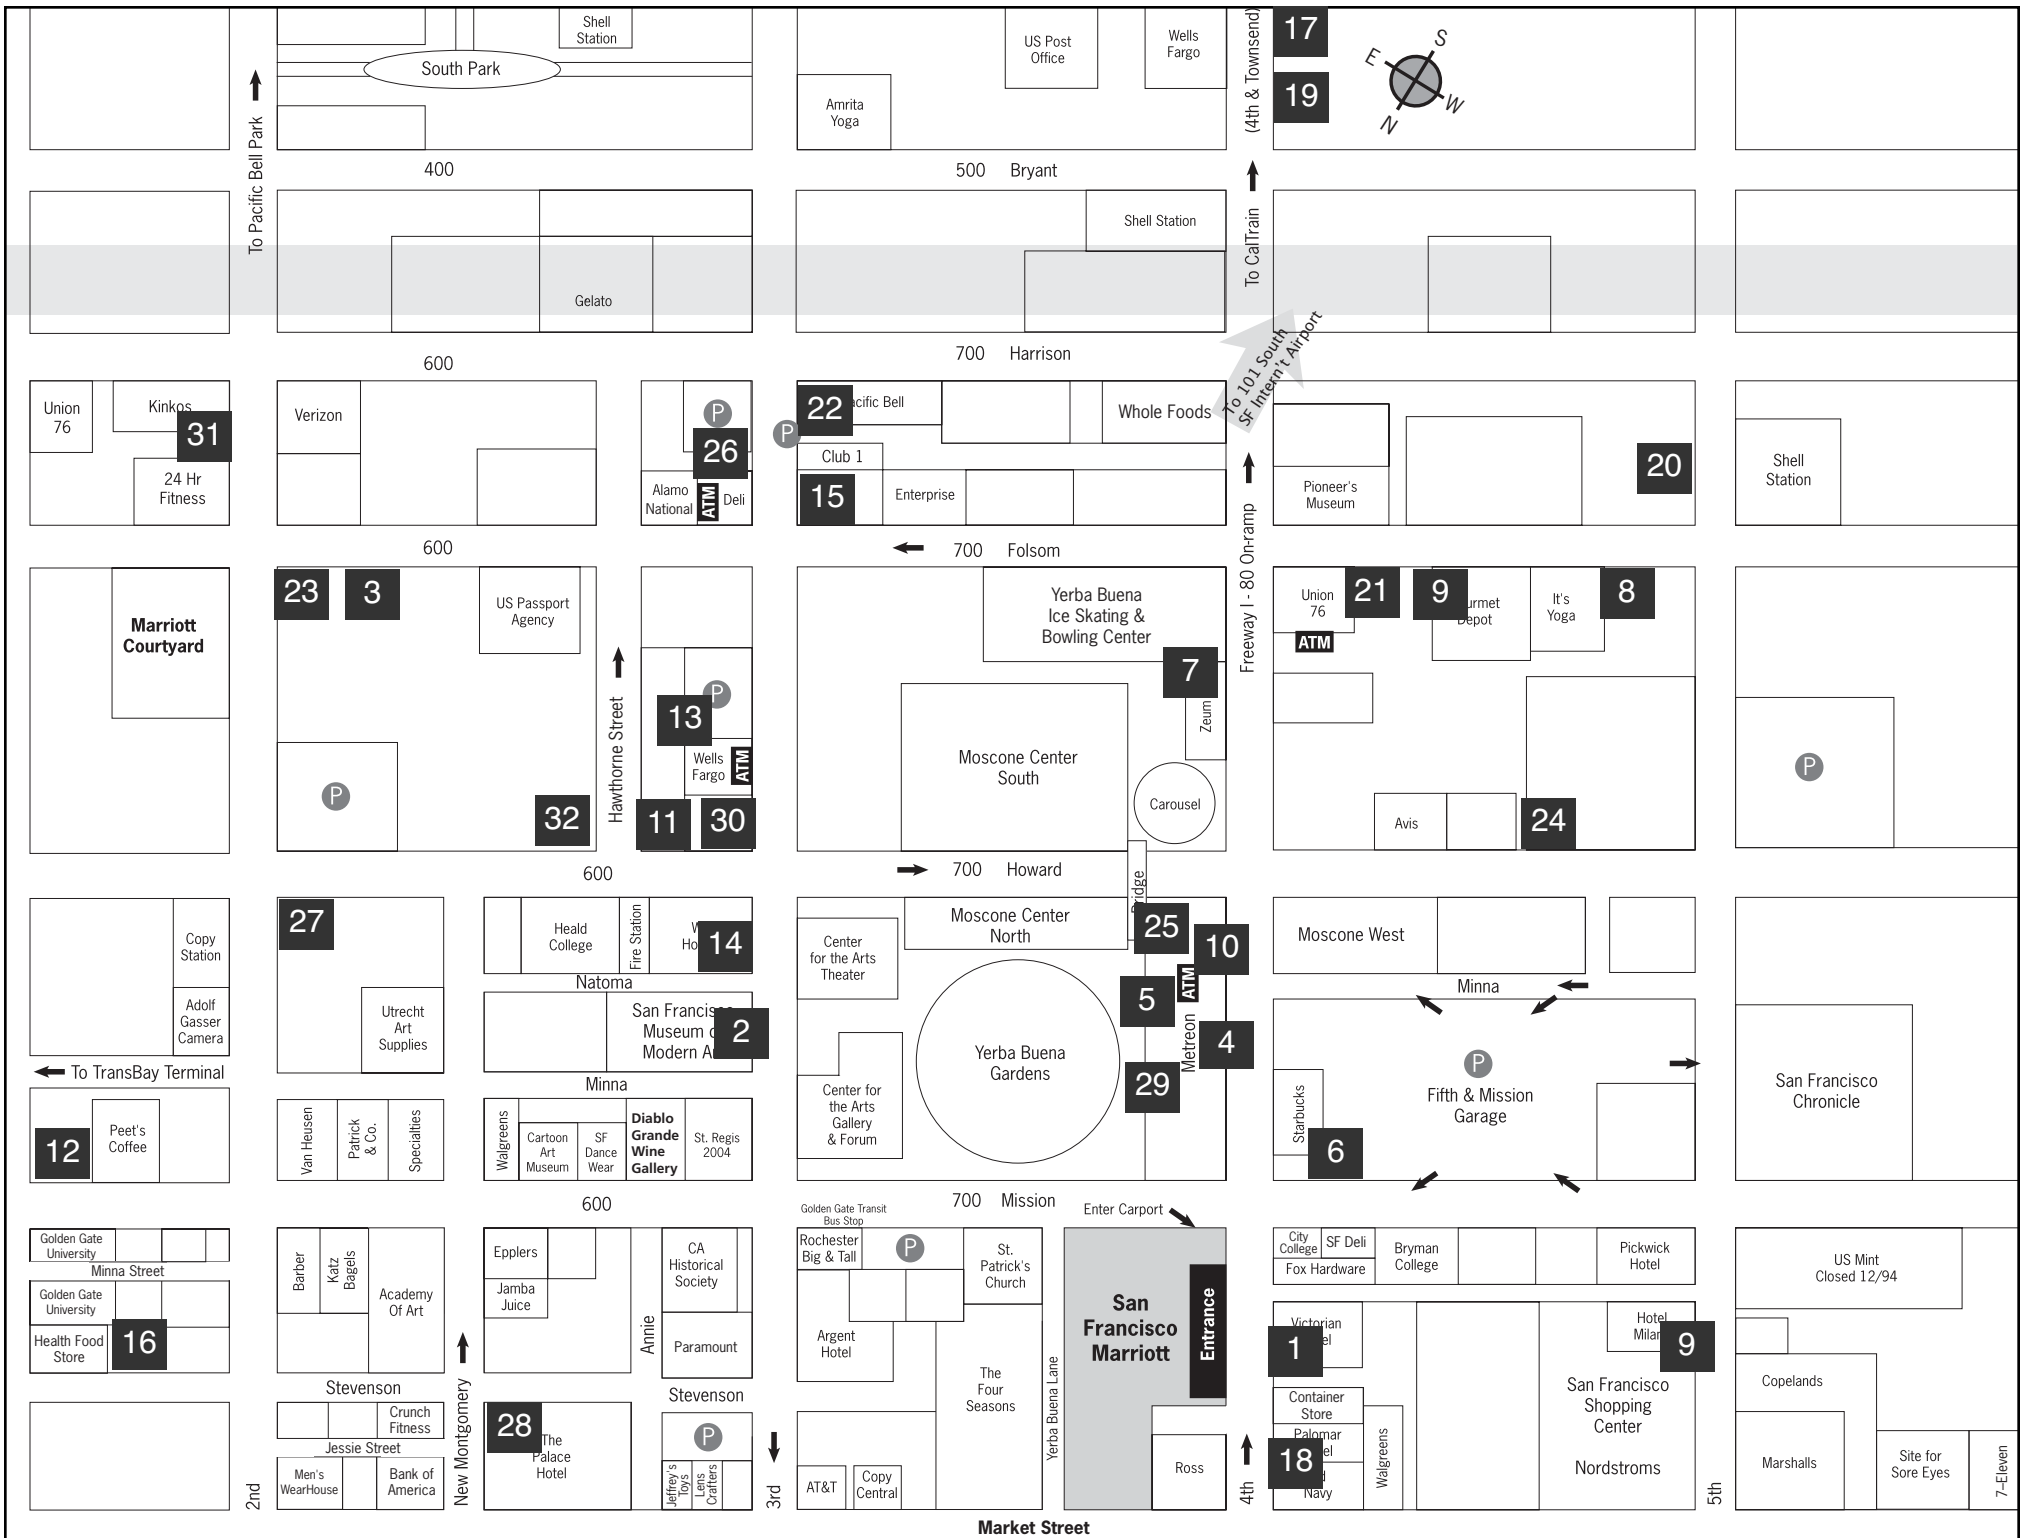 Shell
Station
South Park
US Post
Office
Wells
Fargo
Amrita
Yoga
17
19
S
E
W
N
To Pacific Bell Park
(4th & Townsend)
To CalTrain
400
500 Bryant
Shell Station
Gelato
To 101 South
SF Intern't Airport
600
700 Harrison
Union
76
Kinkos
31
24 Hr
Fitness
Verizon
P
26
Alamo
National
ATM
Deli
P
22
acific Bell
Whole Foods
Club 1
15
Enterprise
Pioneer's
Museum
20
Shell
Station
Freeway I - 80 On-ramp
600
700 Folsom
Marriott
Courtyard
23
3
US Passport
Agency
P
32
Hawthorne Street
P
13
Wells
Fargo
ATM
11
30
Yerba Buena
Ice Skating &
Bowling Center
7
Zeum
Moscone Center
South
Carousel
Union
76
ATM
21
9
urmet
Depot
It's
Yoga
8
Avis
24
P
600
700 Howard
Bridge
Copy
Station
Adolf
Gasser
Camera
27
Utrecht
Art
Supplies
Heald
College
Fire Station
W
Ho
14
Natoma
San Francisc
Museum o
Modern A
2
Minna
Center
for the Arts
Theater
Moscone Center
North
25
10
ATM
5
Metreon
4
29
Yerba Buena
Gardens
Center for
the Arts
Gallery
& Forum
Moscone West
Minna
P
Fifth & Mission
Garage
Starbucks
6
San Francisco
Chronicle
To TransBay Terminal
12
Peet's
Coffee
Van Heusen
Patrick
& Co.
Specialties
Walgreens
Cartoon
Art
Museum
SF
Dance
Wear
Diablo
Grande
Wine
Gallery
St. Regis
2004
600
700 Mission
Golden Gate
University
Minna Street
Golden Gate
University
Health Food
Store
16
Barber
Katz
Bagels
Academy
Of Art
Stevenson
Crunch
Fitness
Jessie Street
Men's
WearHouse
Bank of
America
Epplers
Jamba
Juice
Annie
CA
Historical
Society
Paramount
Stevenson
28
The
Palace
Hotel
P
Jeffrey's
Toys
Lens
Crafters
Golden Gate Transit
Bus Stop
Rochester
Big & Tall
P
St.
Patrick's
Church
Argent
Hotel
The
Four
Seasons
AT&T
Copy
Central
Yerba Buena Lane
Enter Carport
San
Francisco
Marriott
Entrance
Ross
City
College
SF Deli
Fox Hardware
Bryman
College
Pickwick
Hotel
Victorian
el
1
Container
Store
Palomar
el
18
d
Navy
Walgreens
Hotel
Milan
9
San Francisco
Shopping
Center
Nordstroms
US Mint
Closed 12/94
Copelands
Marshalls
Site for
Sore Eyes
7-Eleven
2nd
New Montgomery
3rd
4th
5th
Market Street